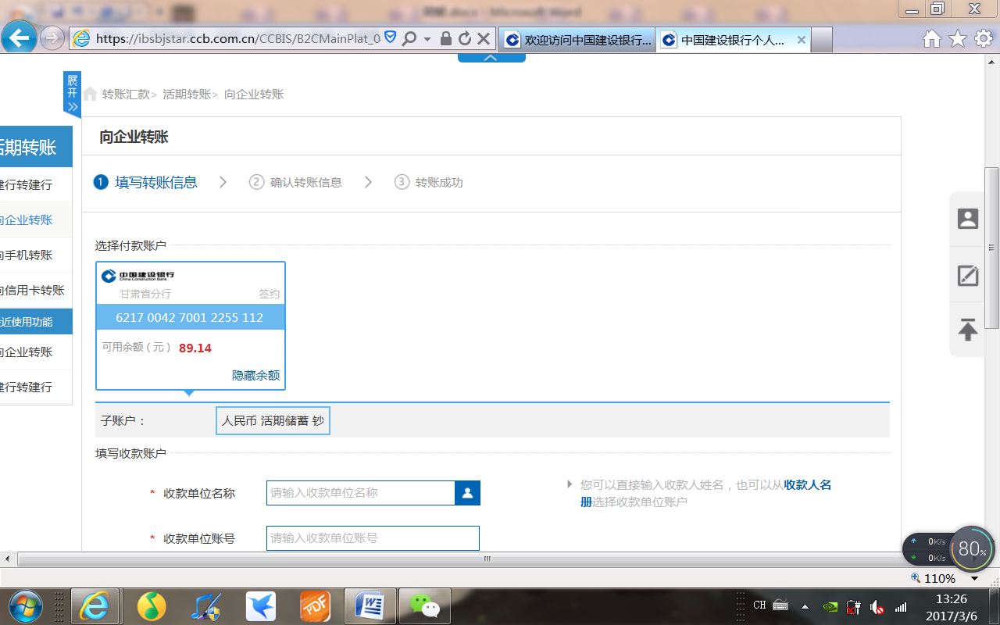 网银.docx - Microsoft Word
https://ibsbjstar.ccb.com.cn/CCBIS/B2CMainPlat_0
欢迎访问中国建设银行...
中国建设银行个人...
展开
转账汇款> 活期转账> 向企业转账
活期转账
建行转建行
向企业转账
向手机转账
向信用卡转账
最近使用功能
向企业转账
建行转建行
向企业转账
1 填写转账信息
2 确认转账信息
3 转账成功
选择付款账户
中国建设银行
China Construction Bank
甘肃省分行 签约
6217 0042 7001 2255 112
可用余额（元） 89.14
隐藏余额
子账户：
人民币 活期储蓄 钞
填写收款账户
* 收款单位名称
请输入收款单位名称
您可以直接输入收款人姓名，也可以从收款人名
册选择收款单位账户
* 收款单位账号
请输入收款单位账号
0K/s
0K/s
80%
110%
PDF
CH
13:26
2017/3/6